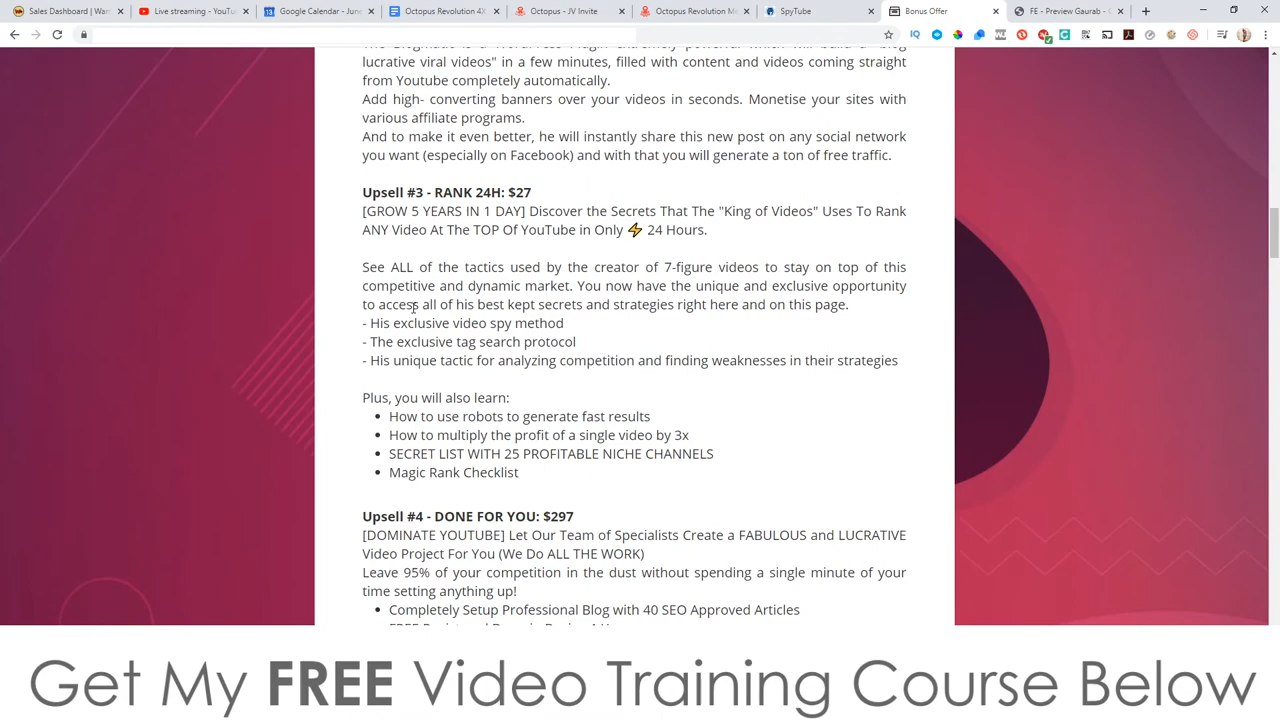 Sales Dashboard | War
Live streaming - YouTu
Google Calendar - June
Octopus Revolution 4X
Octopus - JV Invite
Octopus Revolution M
SpyTube
Bonus Offer
FE - Preview Gaurab - G
lucrative viral videos" in a few minutes, filled with content and videos coming straight
from Youtube completely automatically.
Add high- converting banners over your videos in seconds. Monetise your sites with
various affiliate programs.
And to make it even better, he will instantly share this new post on any social network
you want (especially on Facebook) and with that you will generate a ton of free traffic.
Upsell #3 - RANK 24H: $27
[GROW 5 YEARS IN 1 DAY] Discover the Secrets That The "King of Videos" Uses To Rank
ANY Video At The TOP Of YouTube in Only ⚡ 24 Hours.
See ALL of the tactics used by the creator of 7-figure videos to stay on top of this
competitive and dynamic market. You now have the unique and exclusive opportunity
to access all of his best kept secrets and strategies right here and on this page.
- His exclusive video spy method
- The exclusive tag search protocol
- His unique tactic for analyzing competition and finding weaknesses in their strategies
Plus, you will also learn:
• How to use robots to generate fast results
• How to multiply the profit of a single video by 3x
• SECRET LIST WITH 25 PROFITABLE NICHE CHANNELS
• Magic Rank Checklist
Upsell #4 - DONE FOR YOU: $297
[DOMINATE YOUTUBE] Let Our Team of Specialists Create a FABULOUS and LUCRATIVE
Video Project For You (We Do ALL THE WORK)
Leave 95% of your competition in the dust without spending a single minute of your
time setting anything up!
• Completely Setup Professional Blog with 40 SEO Approved Articles
Get My FREE Video Training Course Below